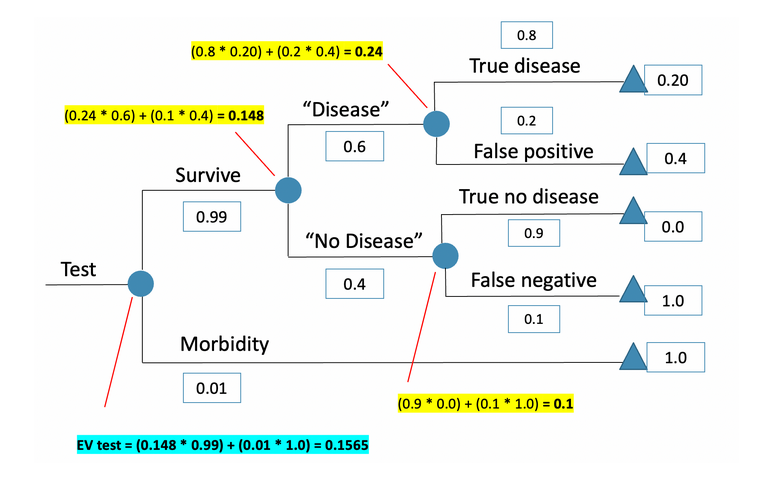 0.8
(0.8 * 0.20) + (0.2 * 0.4) = 0.24
True disease
0.20
“Disease”
(0.24 * 0.6) + (0.1 * 0.4) = 0.148
0.2
0.6
False positive
0.4
Survive
0.99
True no disease
0.0
0.9
“No Disease”
0.4
Test
False negative
1.0
0.1
Morbidity
1.0
0.01
(0.9 * 0.0) + (0.1 * 1.0) = 0.1
EV test = (0.148 * 0.99) + (0.01 * 1.0) = 0.1565